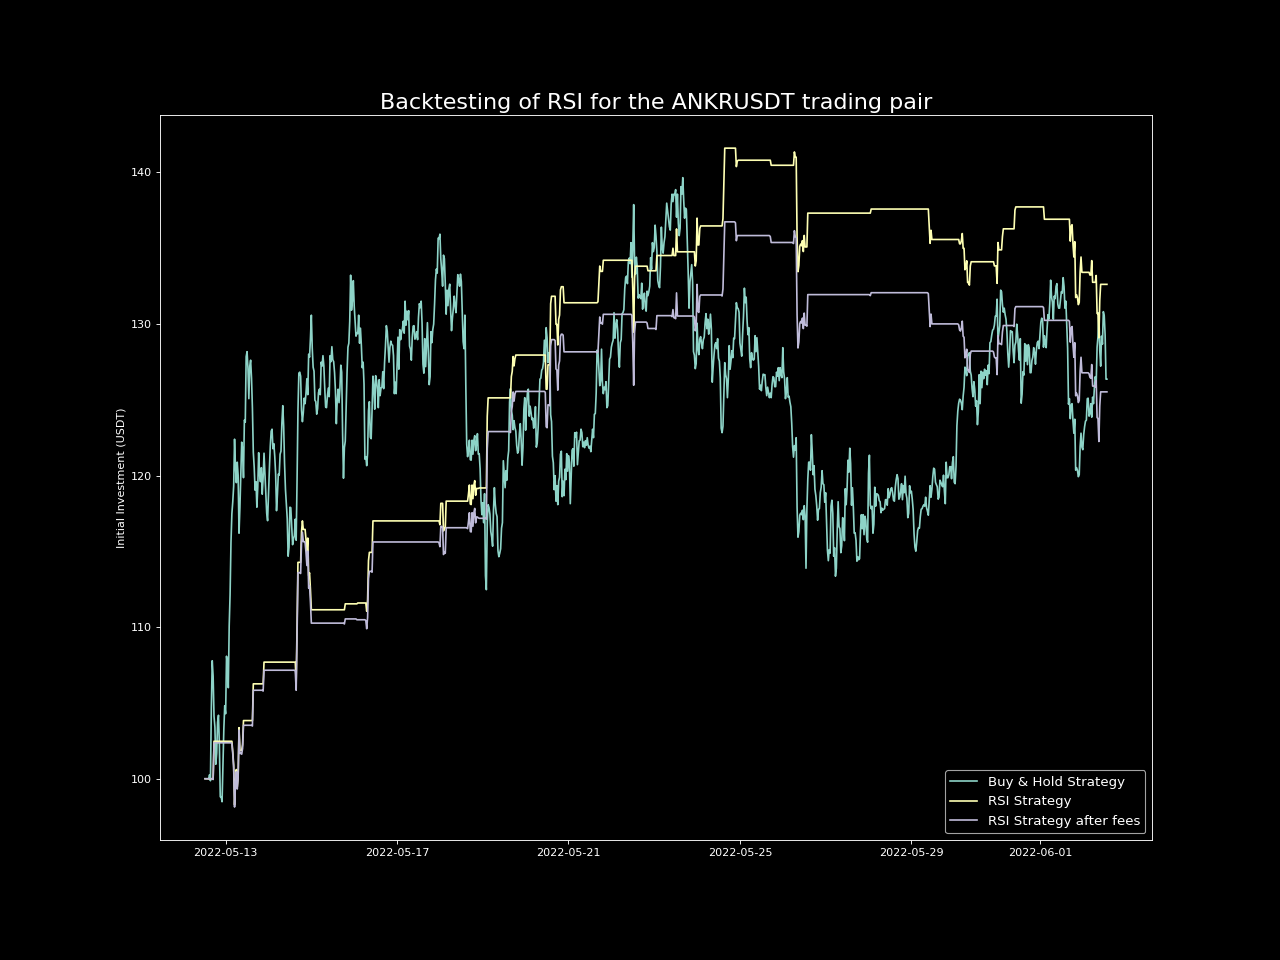 Backtesting of RSI for the ANKRUSDT trading pair
140
130
120
110
100
Initial Investment (USDT)
2022-05-13
2022-05-17
2022-05-21
2022-05-25
2022-05-29
2022-06-01
Buy & Hold Strategy
RSI Strategy
RSI Strategy after fees